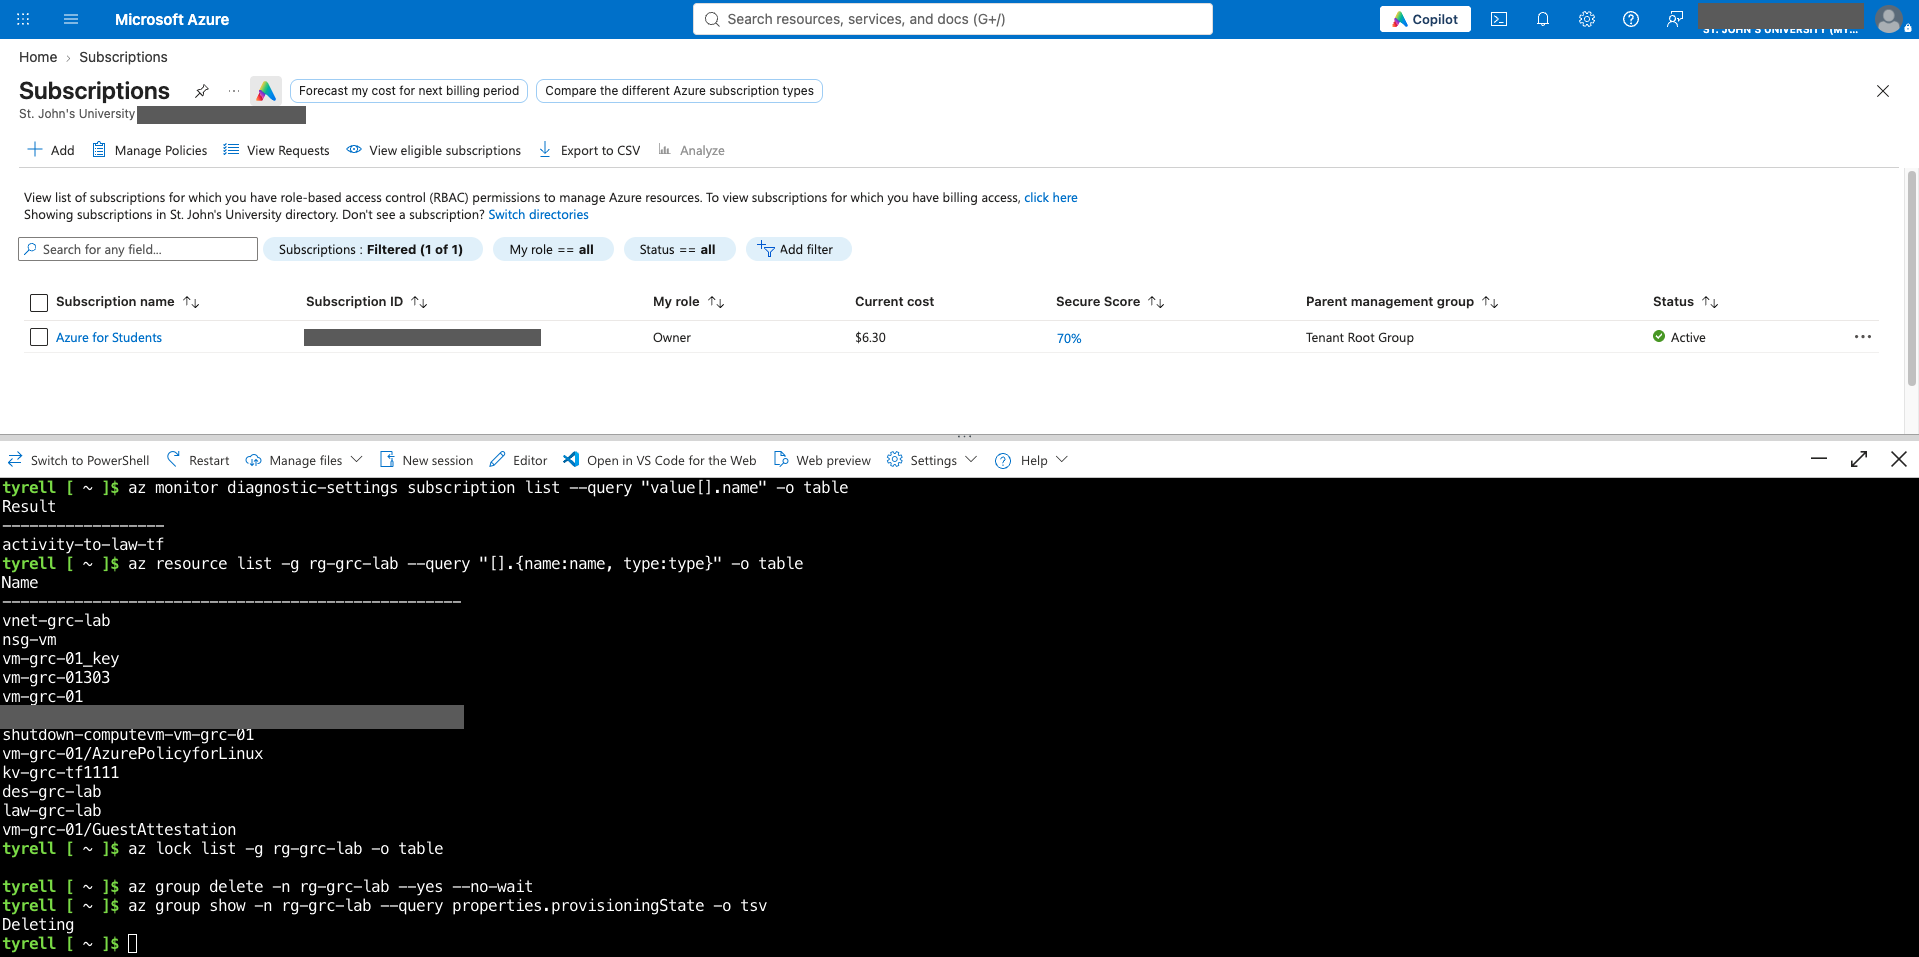 Microsoft Azure
Search resources, services, and docs (G+/)
Copilot
Home > Subscriptions
Subscriptions
... Forecast my cost for next billing period Compare the different Azure subscription types
St. John's University
Add Manage Policies View Requests View eligible subscriptions Export to CSV Analyze
View list of subscriptions for which you have role-based access control (RBAC) permissions to manage Azure resources. To view subscriptions for which you have billing access, click here
Showing subscriptions in St. John's University directory. Don't see a subscription? Switch directories
Search for any field... Subscriptions : Filtered (1 of 1) My role == all Status == all Add filter
Subscription name ↑↓ Subscription ID ↑↓ My role ↑↓ Current cost Secure Score ↑↓ Parent management group ↑↓ Status ↑↓
Azure for Students Owner $6.30 70% Tenant Root Group Active ...
Switch to PowerShell Restart Manage files New session Editor Open in VS Code for the Web Web preview Settings Help
tyrell [ ~ ]$ az monitor diagnostic-settings subscription list --query "value[].name" -o table
Result
------------------
activity-to-law-tf
tyrell [ ~ ]$ az resource list -g rg-grc-lab --query "[].{name:name, type:type}" -o table
Name
---------------------------------------------------
vnet-grc-lab
nsg-vm
vm-grc-01_key
vm-grc-01303
vm-grc-01
shutdown-computevm-vm-grc-01
vm-grc-01/AzurePolicyforLinux
kv-grc-tf1111
des-grc-lab
law-grc-lab
vm-grc-01/GuestAttestation
tyrell [ ~ ]$ az lock list -g rg-grc-lab -o table
tyrell [ ~ ]$ az group delete -n rg-grc-lab --yes --no-wait
tyrell [ ~ ]$ az group show -n rg-grc-lab --query properties.provisioningState -o tsv
Deleting
tyrell [ ~ ]$